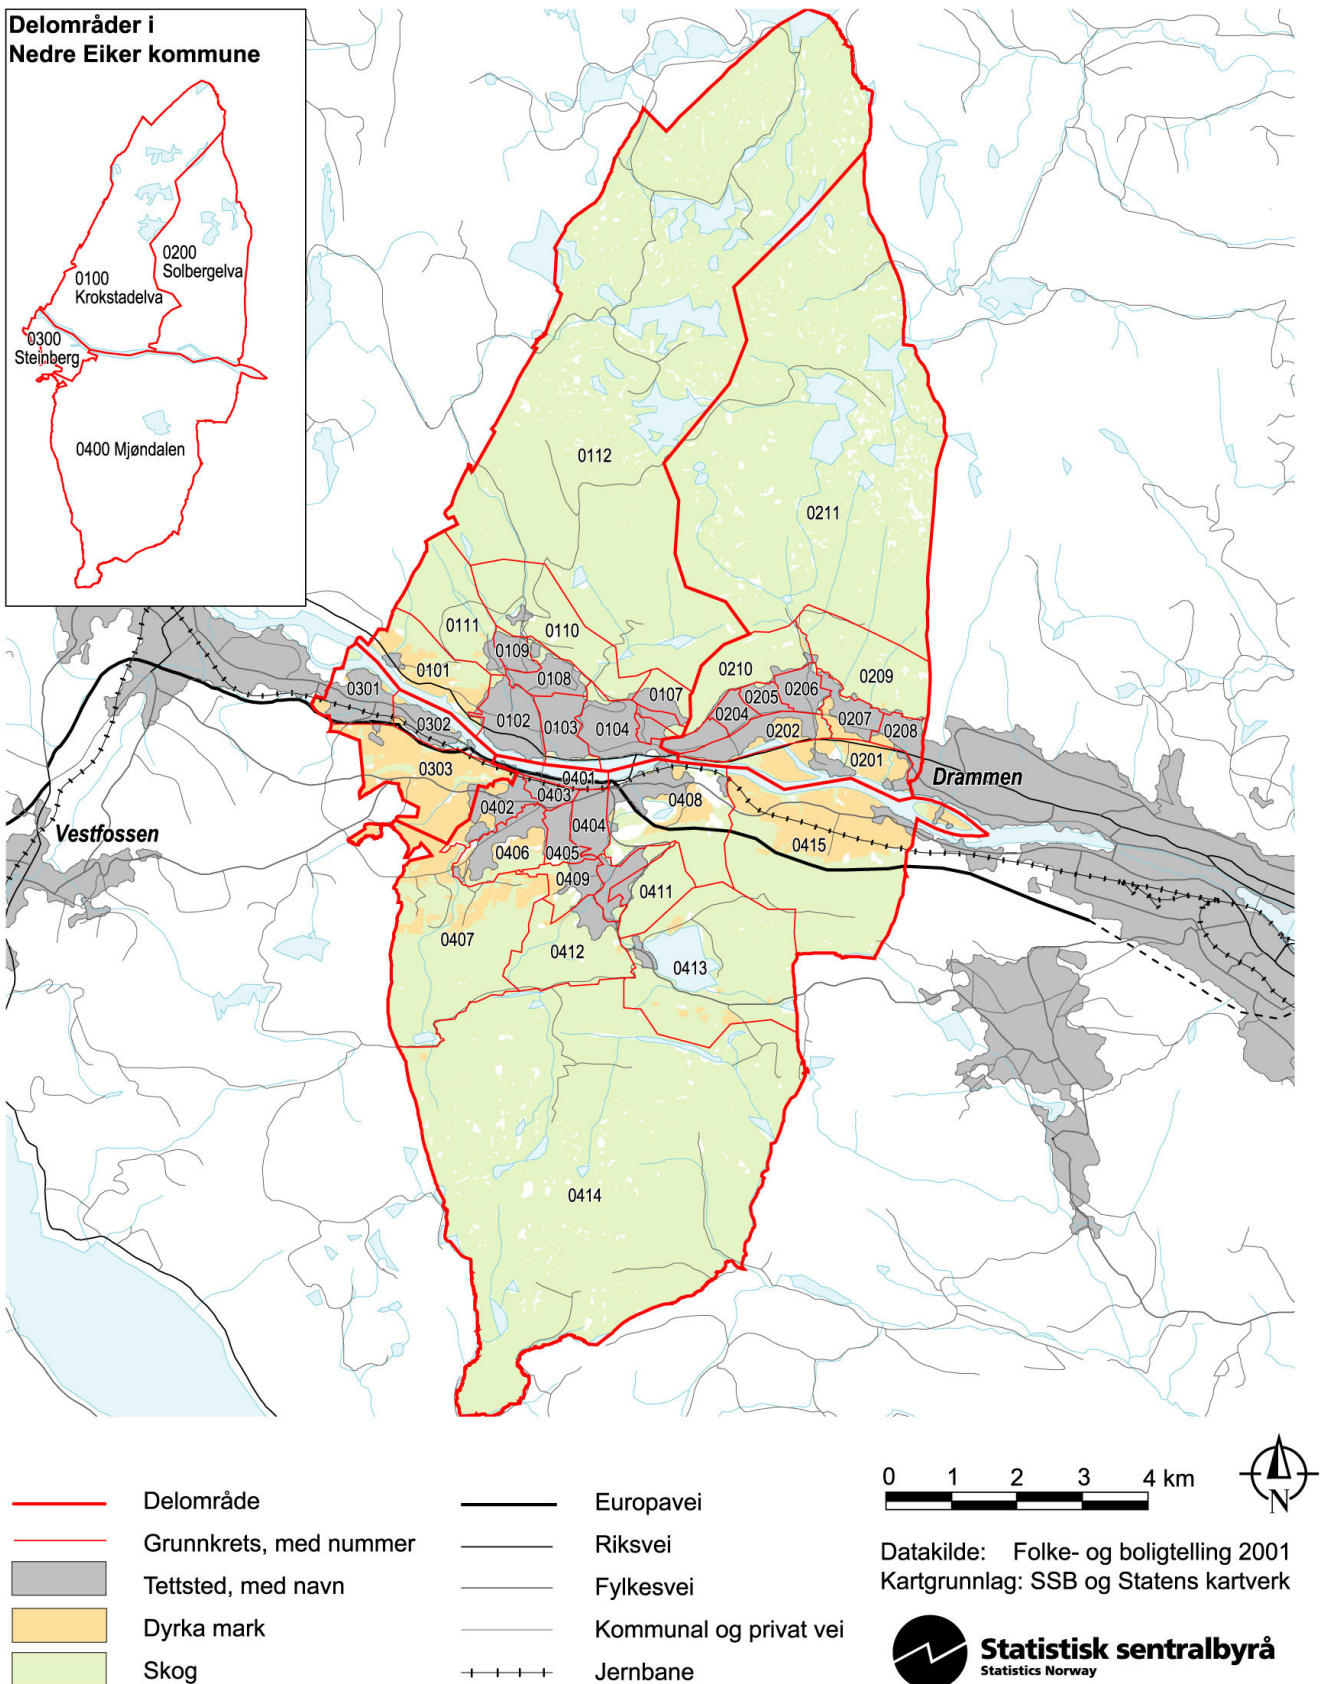 Delområder i
Nedre Eiker kommune
0200
Solbergelva
0100
Krokstadelva
0300
Steinberg
0400 Mjøndalen
0112
0211
0111
0110
0109
0101
0108
0210
0209
0107
0301
0206
0205
0204
0102
0103
0104
0302
0202
0207
0208
0201
0303
0401
0403
0402
0408
0404
0415
0406
0405
0409
0411
0407
0412
0413
0414
Drammen
Vestfossen
Delområde
Grunnkrets, med nummer
Tettsted, med navn
Dyrka mark
Skog
Europavei
Riksvei
Fylkesvei
Kommunal og privat vei
Jernbane
0 1 2 3 4 km
N
Datakilde: Folke- og boligtelling 2001
Kartgrunnlag: SSB og Statens kartverk
Statistisk sentralbyrå
Statistics Norway